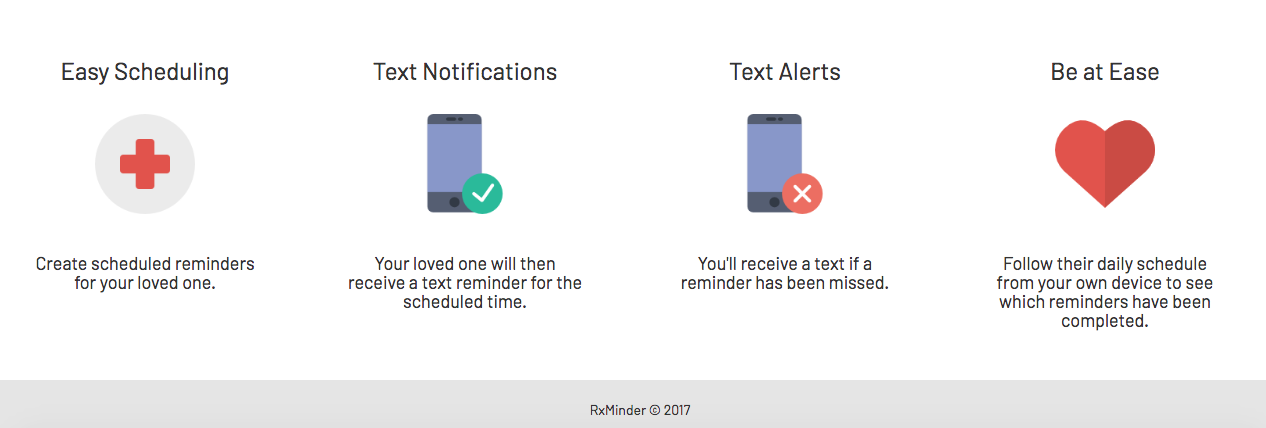 Easy Scheduling
Create scheduled reminders
for your loved one.
Text Notifications
Your loved one will then
receive a text reminder for the
scheduled time.
Text Alerts
You'll receive a text if a
reminder has been missed.
Be at Ease
Follow their daily schedule
from your own device to see
which reminders have been
completed.
RxMinder © 2017